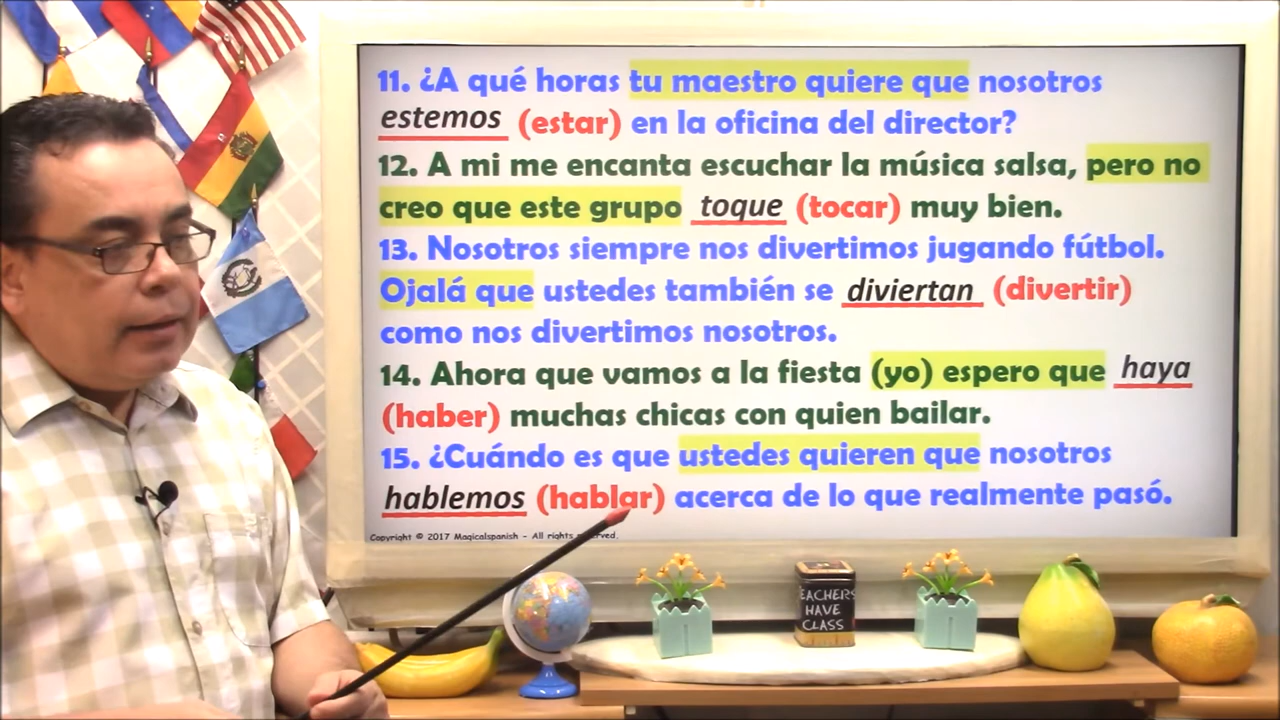 11. ¿A qué horas tu maestro quiere que nosotros
estemos (estar) en la oficina del director?
12. A mi me encanta escuchar la música salsa, pero no
creo que este grupo toque (tocar) muy bien.
13. Nosotros siempre nos divertimos jugando fútbol.
Ojalá que ustedes también se diviertan (divertir)
como nos divertimos nosotros.
14. Ahora que vamos a la fiesta (yo) espero que haya
(haber) muchas chicas con quien bailar.
15. ¿Cuándo es que ustedes quieren que nosotros
hablemos (hablar) acerca de lo que realmente pasó.
Copyright © 2017 Magicalspanish - All rights
EACHERS
HAVE
CLASS